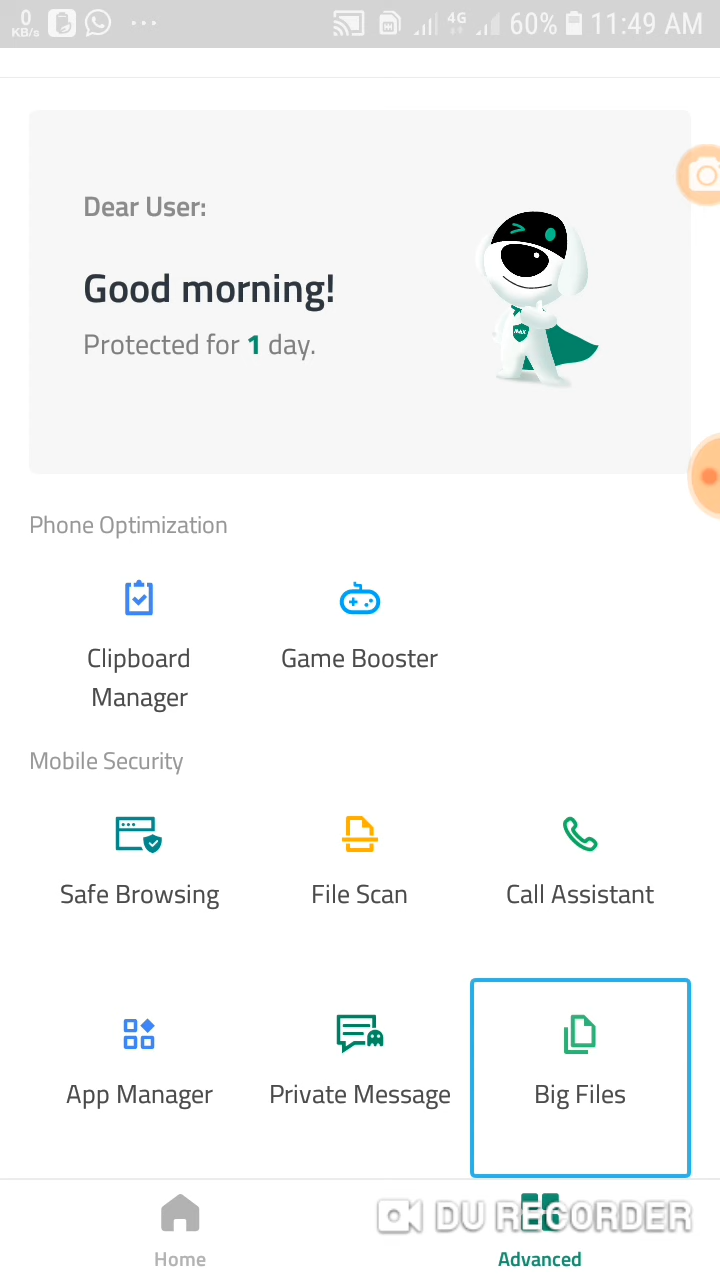 0
KB/s
4G
60%
11:49 AM
Dear User:
Good morning!
Protected for 1 day.
Phone Optimization
Clipboard
Manager
Game Booster
Mobile Security
Safe Browsing
File Scan
Call Assistant
App Manager
Private Message
Big Files
Home
DU RECORDER
Advanced